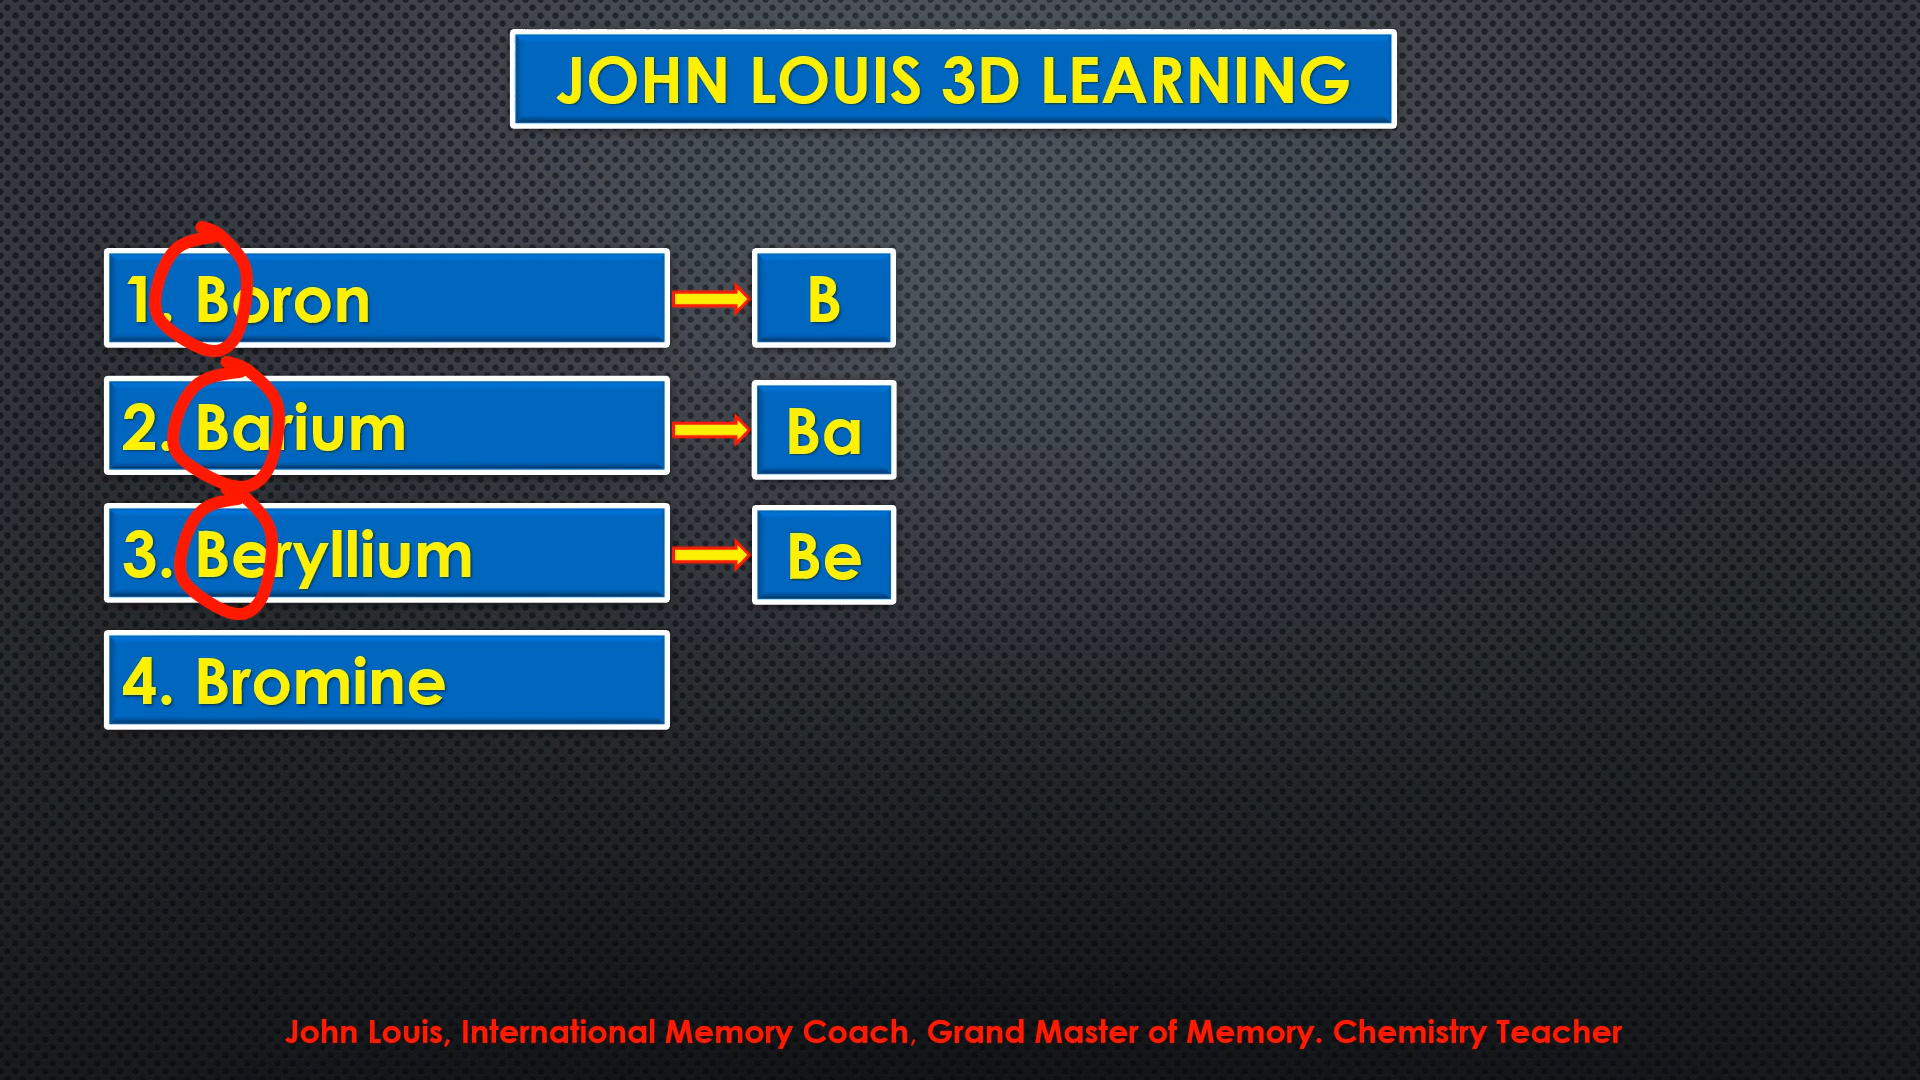 JOHN LOUIS 3D LEARNING
1. Boron B
2. Barium Ba
3. Beryllium Be
4. Bromine
John Louis, International Memory Coach, Grand Master of Memory. Chemistry Teacher